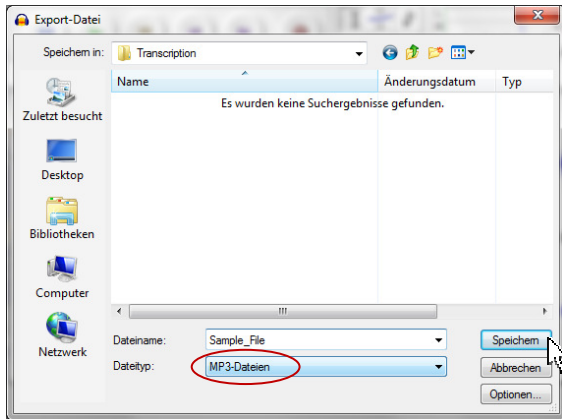 Export-Datei
Speichern in: Transcription
Name Änderungsdatum Typ
Es wurden keine Suchergebnisse gefunden.
Zuletzt besucht
Desktop
Bibliotheken
Computer
Netzwerk
Dateiname: Sample_File Speichern
Dateityp: MP3-Dateien Abbrechen
Optionen...